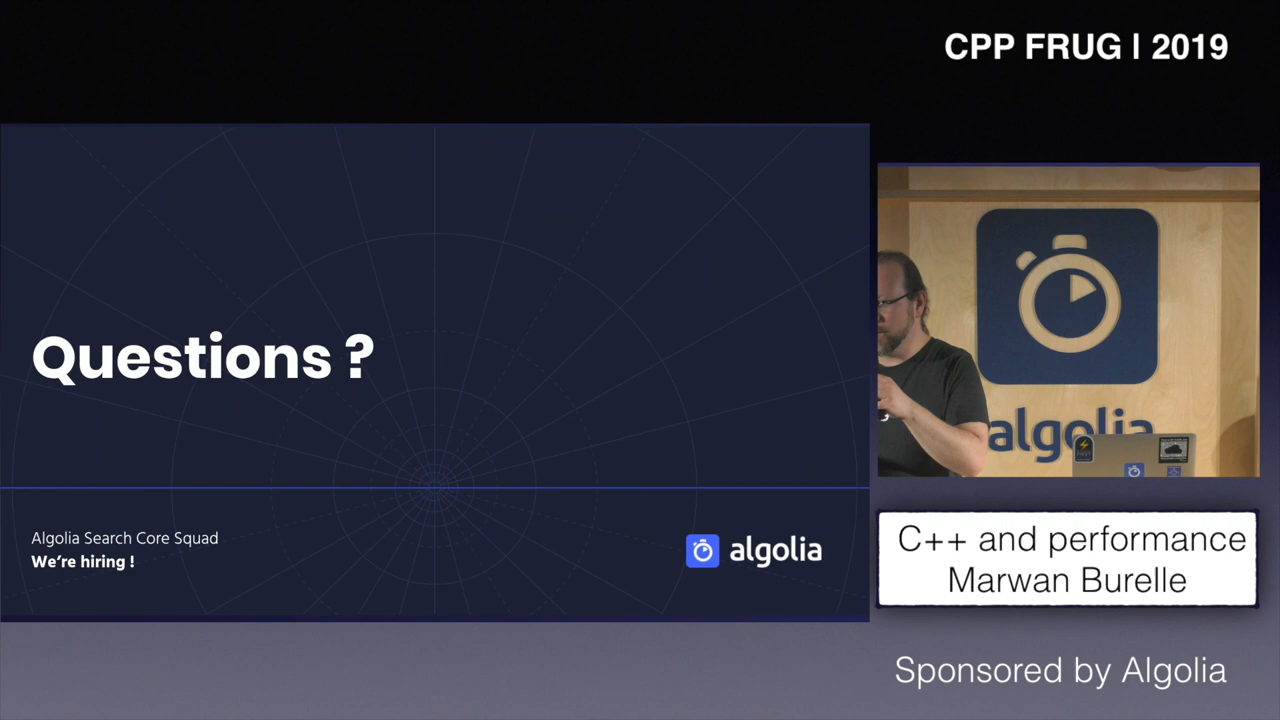 CPP FRUG | 2019
Questions ?
Algolia Search Core Squad
We're hiring !
algolia
algolia
C++ and performance
Marwan Burelle
Sponsored by Algolia